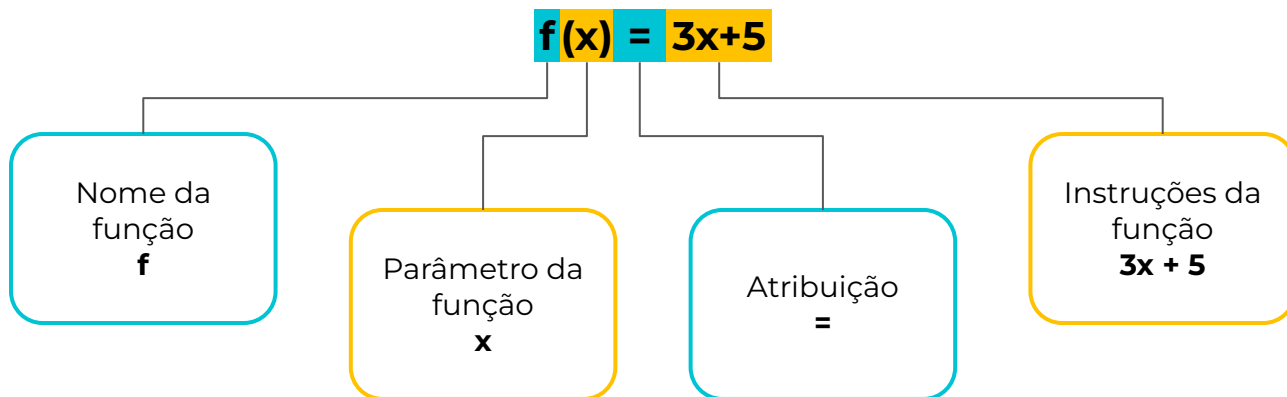 f(x) = 3x+5
Nome da
função
f
Parâmetro da
função
x
Atribuição
=
Instruções da
função
3x + 5